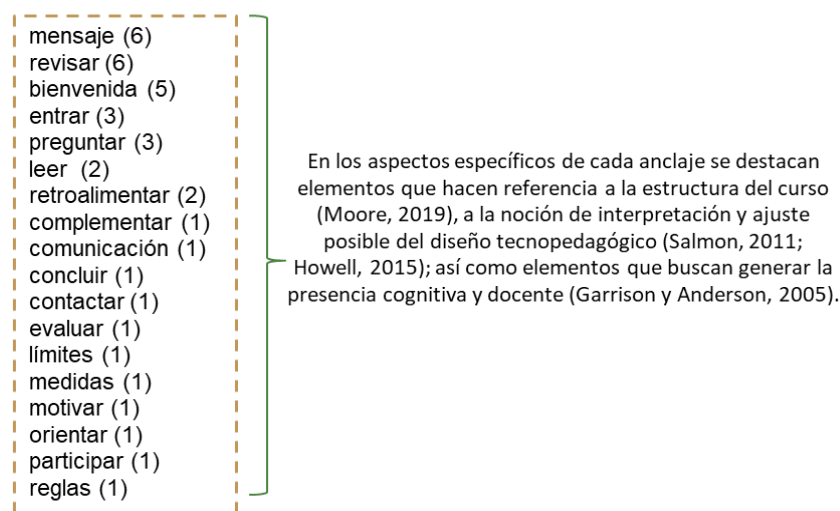 mensaje (6)
revisar (6)
bienvenida (5)
entrar (3)
preguntar (3)
leer (2)
retroalimentar (2)
complementar (1)
comunicación (1)
concluir (1)
contactar (1)
evaluar (1)
límites (1)
medidas (1)
motivar (1)
orientar (1)
participar (1)
reglas (1)
En los aspectos específicos de cada anclaje se destacan
elementos que hacen referencia a la estructura del curso
(Moore, 2019), a la noción de interpretación y ajuste
posible del diseño tecnopedagógico (Salmon, 2011;
Howell, 2015); así como elementos que buscan generar la
presencia cognitiva y docente (Garrison y Anderson, 2005).